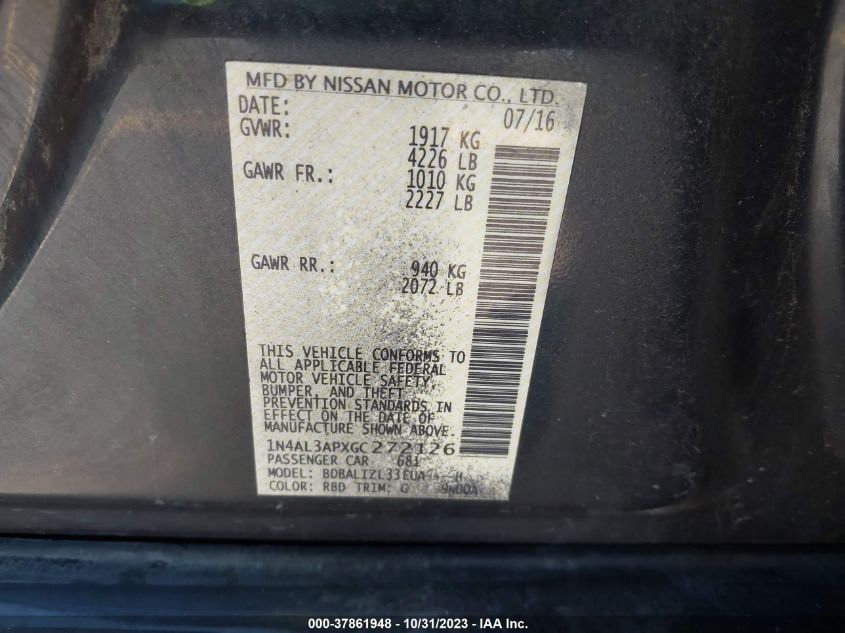 MFD BY NISSAN MOTOR CO., LTD.
DATE: 07/16
GVWR: 1917 KG
4226 LB
GAWR FR.: 1010 KG
2227 LB
GAWR RR.: 940 KG
2072 LB
THIS VEHICLE CONFORMS TO
ALL APPLICABLE FEDERAL
MOTOR VEHICLE SAFETY,
BUMPER, AND THEFT
PREVENTION STANDARDS IN
EFFECT ON THE DATE OF
MANUFACTURE SHOWN ABOVE.
1N4AL3APXGC272126
PASSENGER CAR 681
MODEL: H
COLOR: RBD TRIM: G
000-37861948 - 10/31/2023 - IAA Inc.